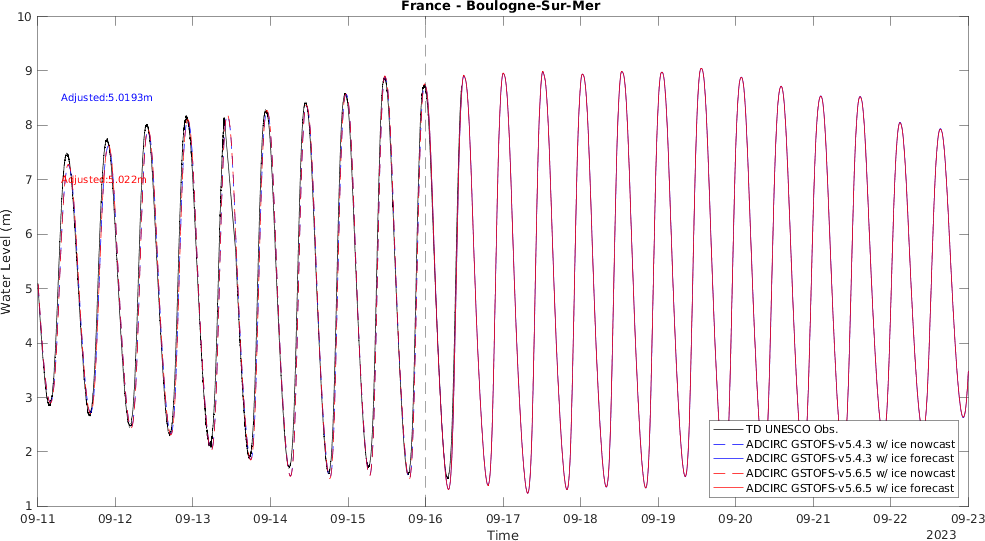 France - Boulogne-Sur-Mer
10
9
8
7
6
5
4
3
2
1
Water Level (m)
Adjusted:5.0193m
Adjusted:5.022m
TD UNESCO Obs.
ADCIRC GSTOFS-v5.4.3 w/ ice nowcast
ADCIRC GSTOFS-v5.4.3 w/ ice forecast
ADCIRC GSTOFS-v5.6.5 w/ ice nowcast
ADCIRC GSTOFS-v5.6.5 w/ ice forecast
09-11 09-12 09-13 09-14 09-15 09-16 09-17 09-18 09-19 09-20 09-21 09-22 09-23
Time
2023